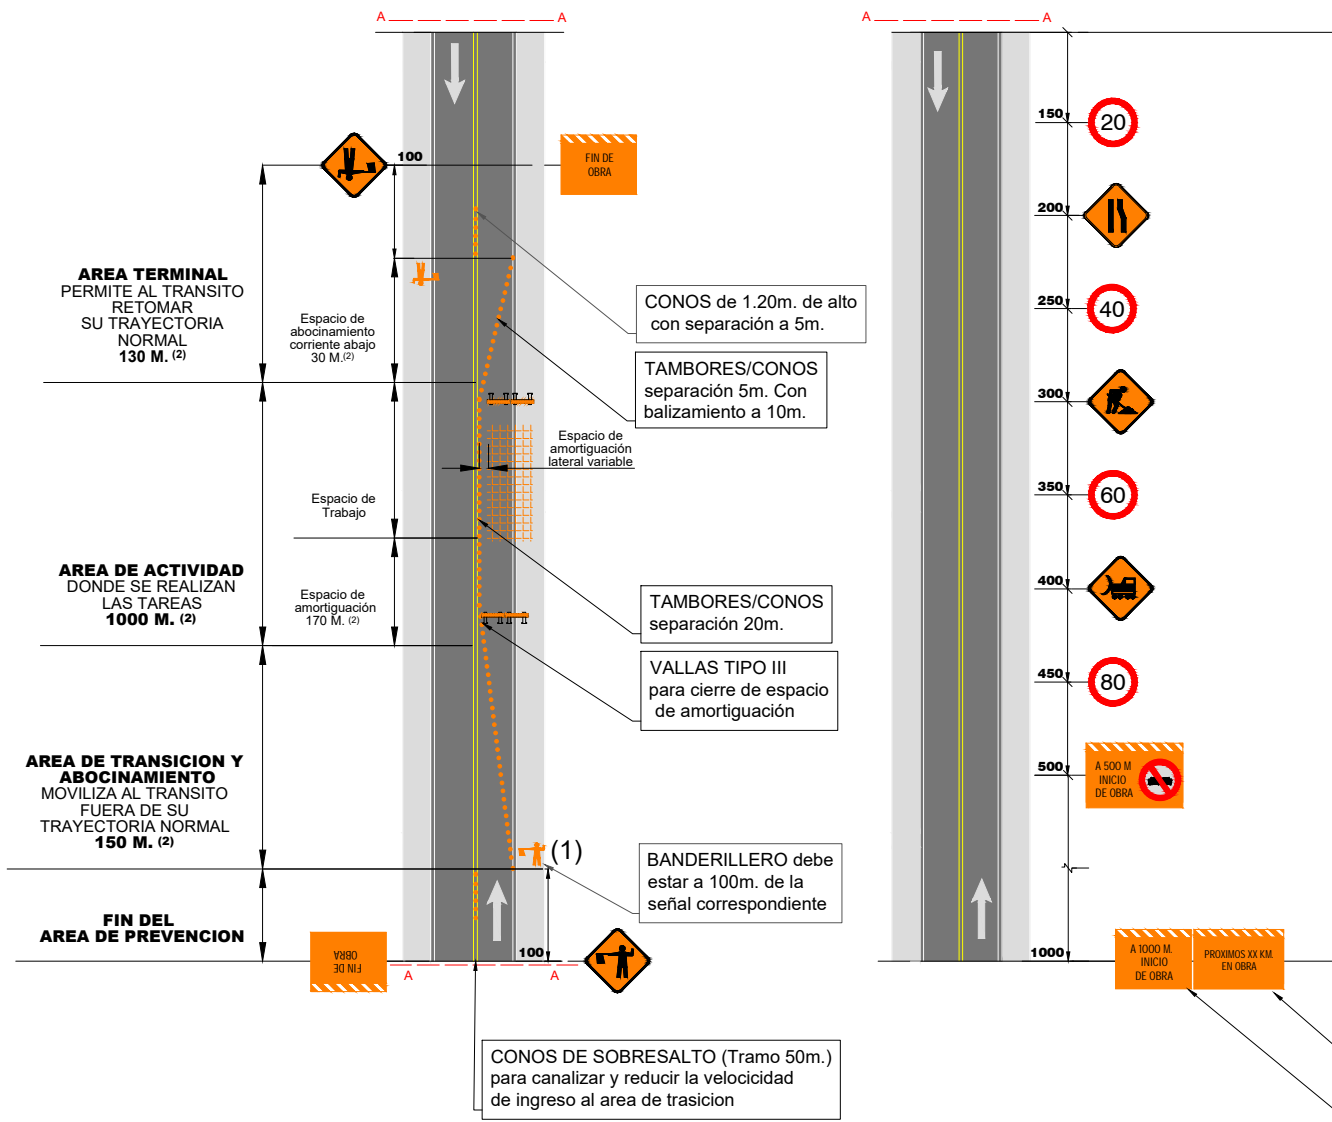 A
A
A
A
100
FIN DE
OBRA
AREA TERMINAL
PERMITE AL TRANSITO
RETOMAR
SU TRAYECTORIA
NORMAL
130 M. (2)
Espacio de
abocinamiento
corriente abajo
30 M.(2)
CONOS de 1.20m. de alto
con separación a 5m.
TAMBORES/CONOS
separación 5m. Con
balizamiento a 10m.
Espacio de
amortiguación
lateral variable
Espacio de
Trabajo
AREA DE ACTIVIDAD
DONDE SE REALIZAN
LAS TAREAS
1000 M. (2)
Espacio de
amortiguación
170 M. (2)
TAMBORES/CONOS
separación 20m.
VALLAS TIPO III
para cierre de espacio
de amortiguación
AREA DE TRANSICION Y
ABOCINAMIENTO
MOVILIZA AL TRANSITO
FUERA DE SU
TRAYECTORIA NORMAL
150 M. (2)
(1)
BANDERILLERO debe
estar a 100m. de la
señal correspondiente
FIN DEL
AREA DE PREVENCION
100
FIN DE
OBRA
A
A
CONOS DE SOBRESALTO (Tramo 50m.)
para canalizar y reducir la velocicidad
de ingreso al area de trasicion
150
20
200
250
40
300
350
60
400
450
80
500
A 500 M
INICIO
DE OBRA
1000
A 1000 M.
INICIO
DE OBRA
PROXIMOS XX KM.
EN OBRA